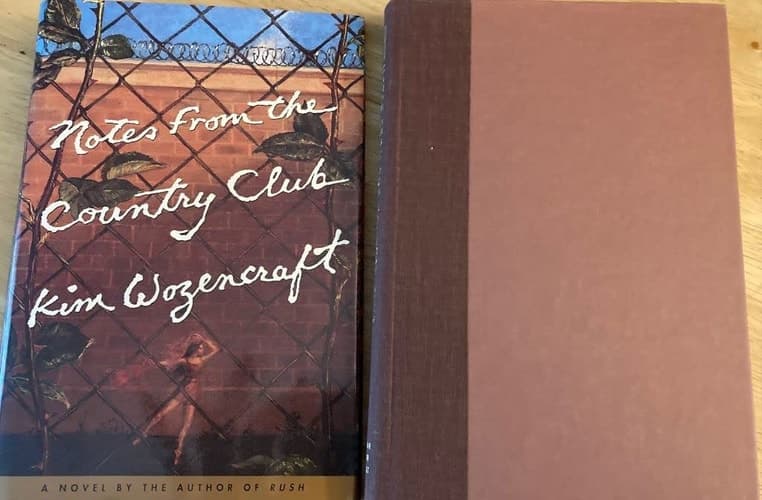 Notes from the
Country Club
Kim Wozencraft
A NOVEL BY THE AUTHOR OF RUSH